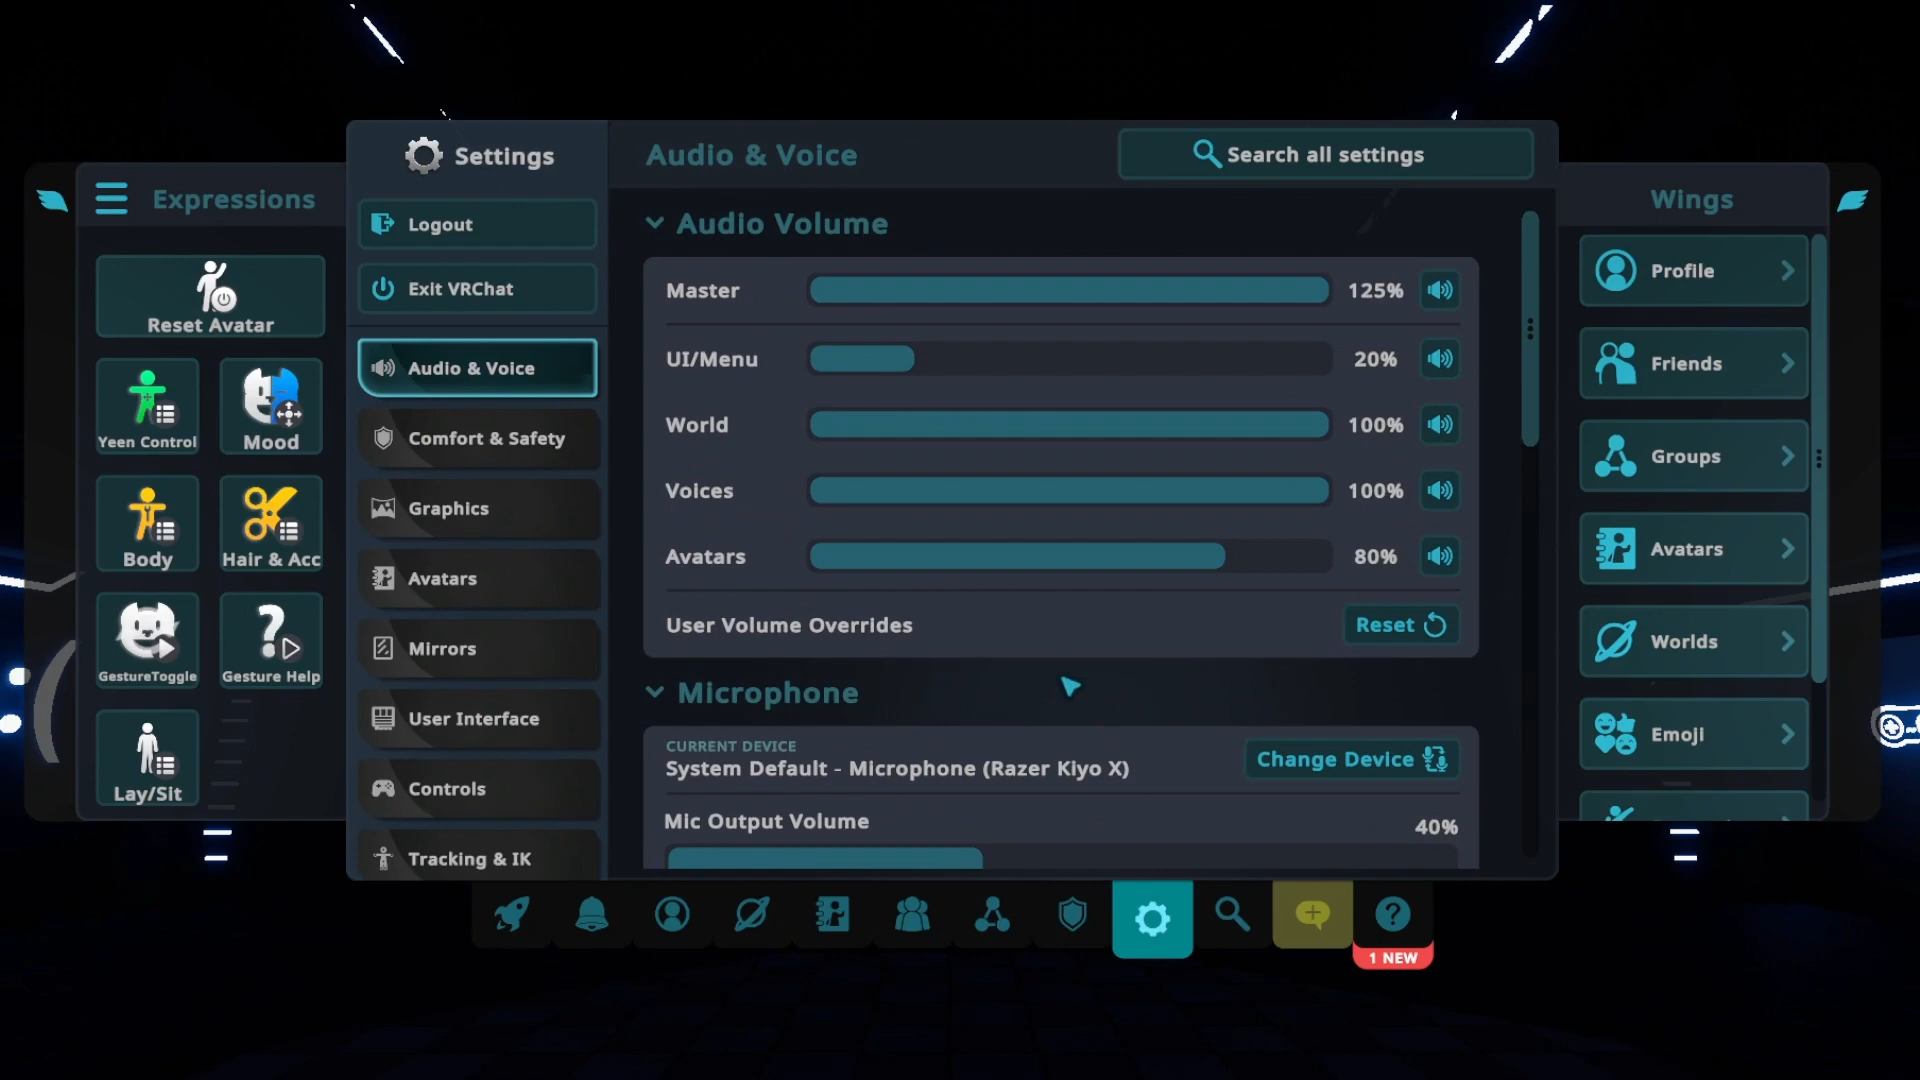 Expressions
Reset Avatar
Yeen Control
Mood
Body
Hair & Acc
GestureToggle
Gesture Help
Lay/Sit
Settings
Logout
Exit VRChat
Audio & Voice
Comfort & Safety
Graphics
Avatars
Mirrors
User Interface
Controls
Tracking & IK
Audio & Voice
Search all settings
Audio Volume
Master 125%
UI/Menu 20%
World 100%
Voices 100%
Avatars 80%
User Volume Overrides Reset
Microphone
CURRENT DEVICE
System Default - Microphone (Razer Kiyo X)
Change Device
Mic Output Volume 40%
Wings
Profile
Friends
Groups
Avatars
Worlds
Emoji
1 NEW